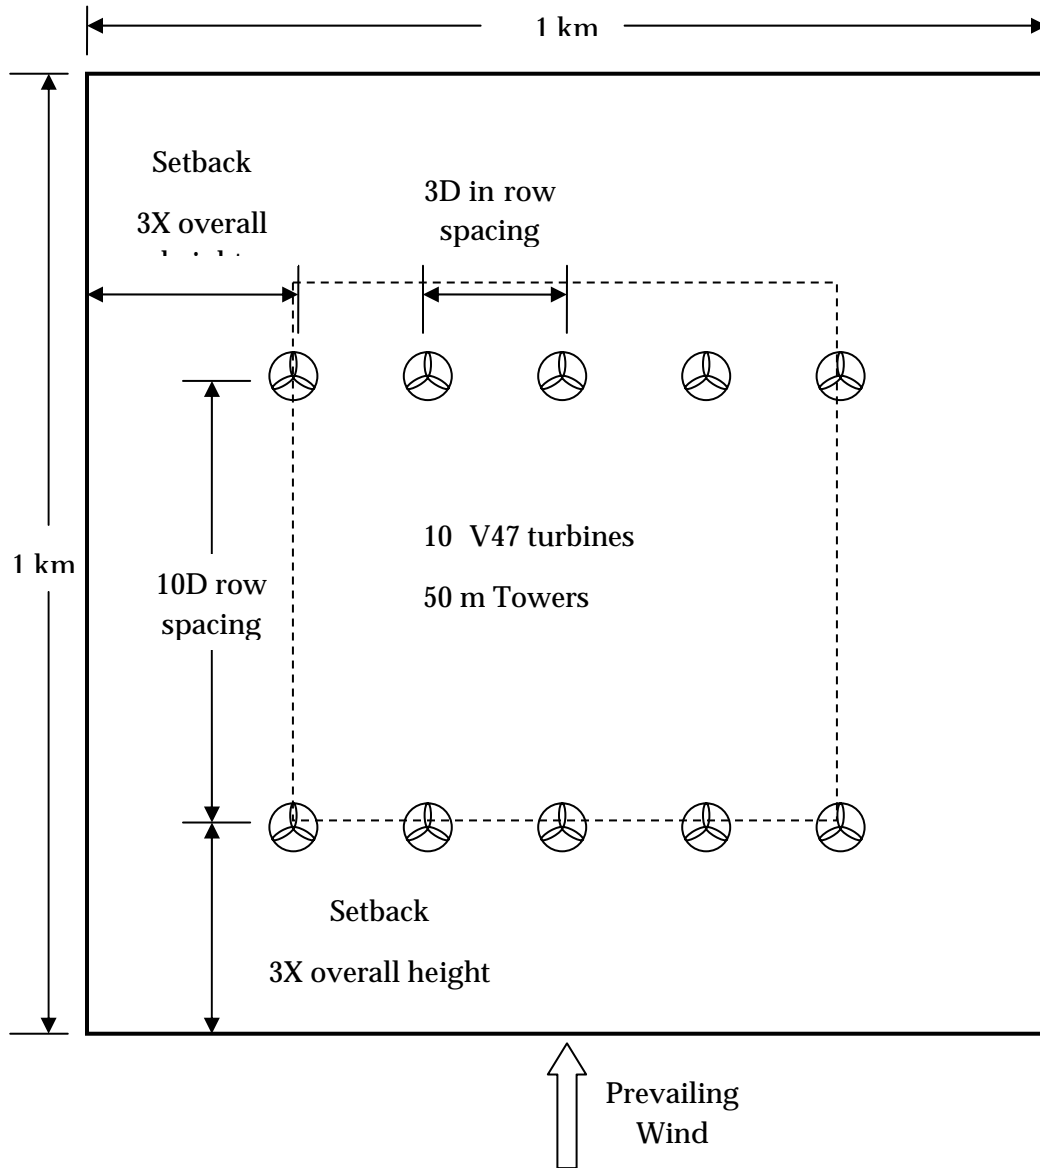 1 km
Setback
3X overall
3D in row
spacing
10 V47 turbines
50 m Towers
1 km
10D row
spacing
Setback
3X overall height
Prevailing
Wind